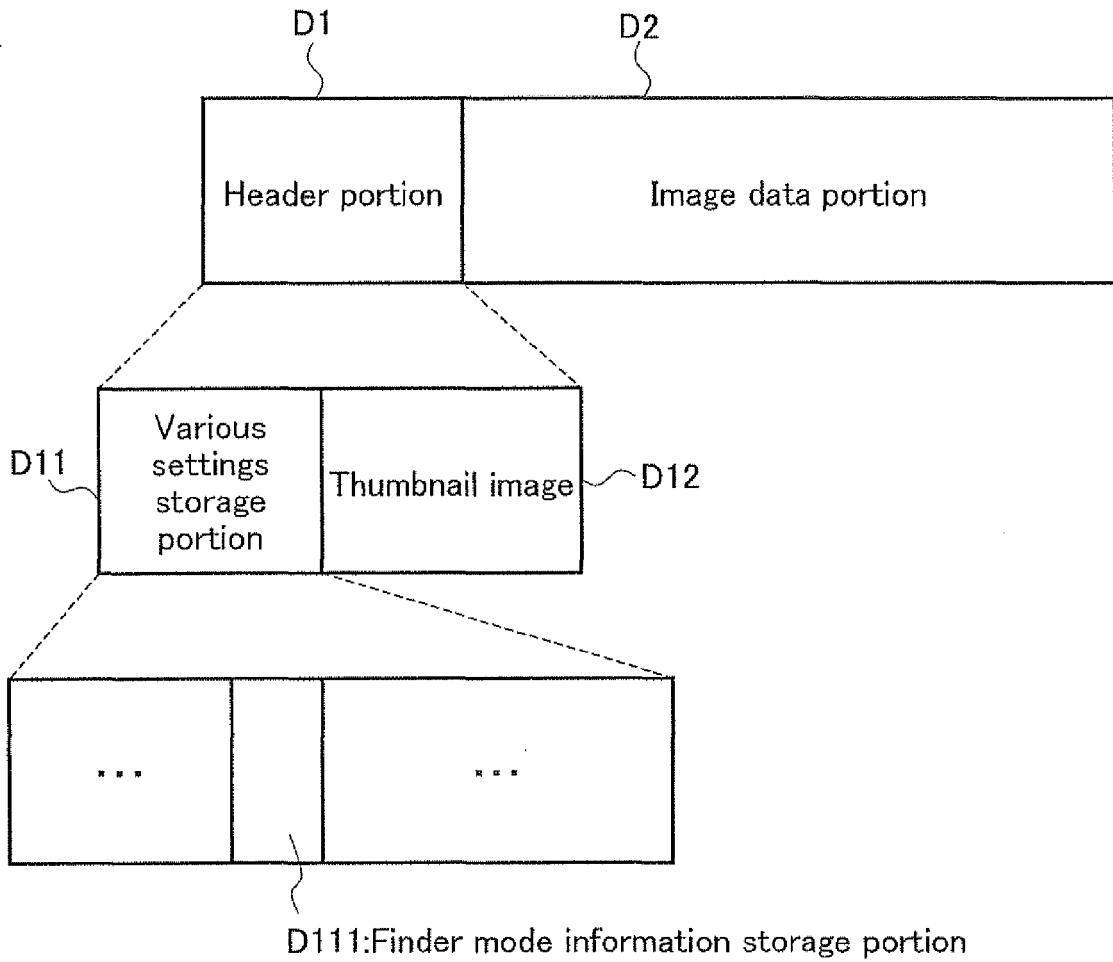 D1
D2
Header portion
Image data portion
D11
Various
settings
storage
portion
Thumbnail image
D12
...
...
D111:Finder mode information storage portion